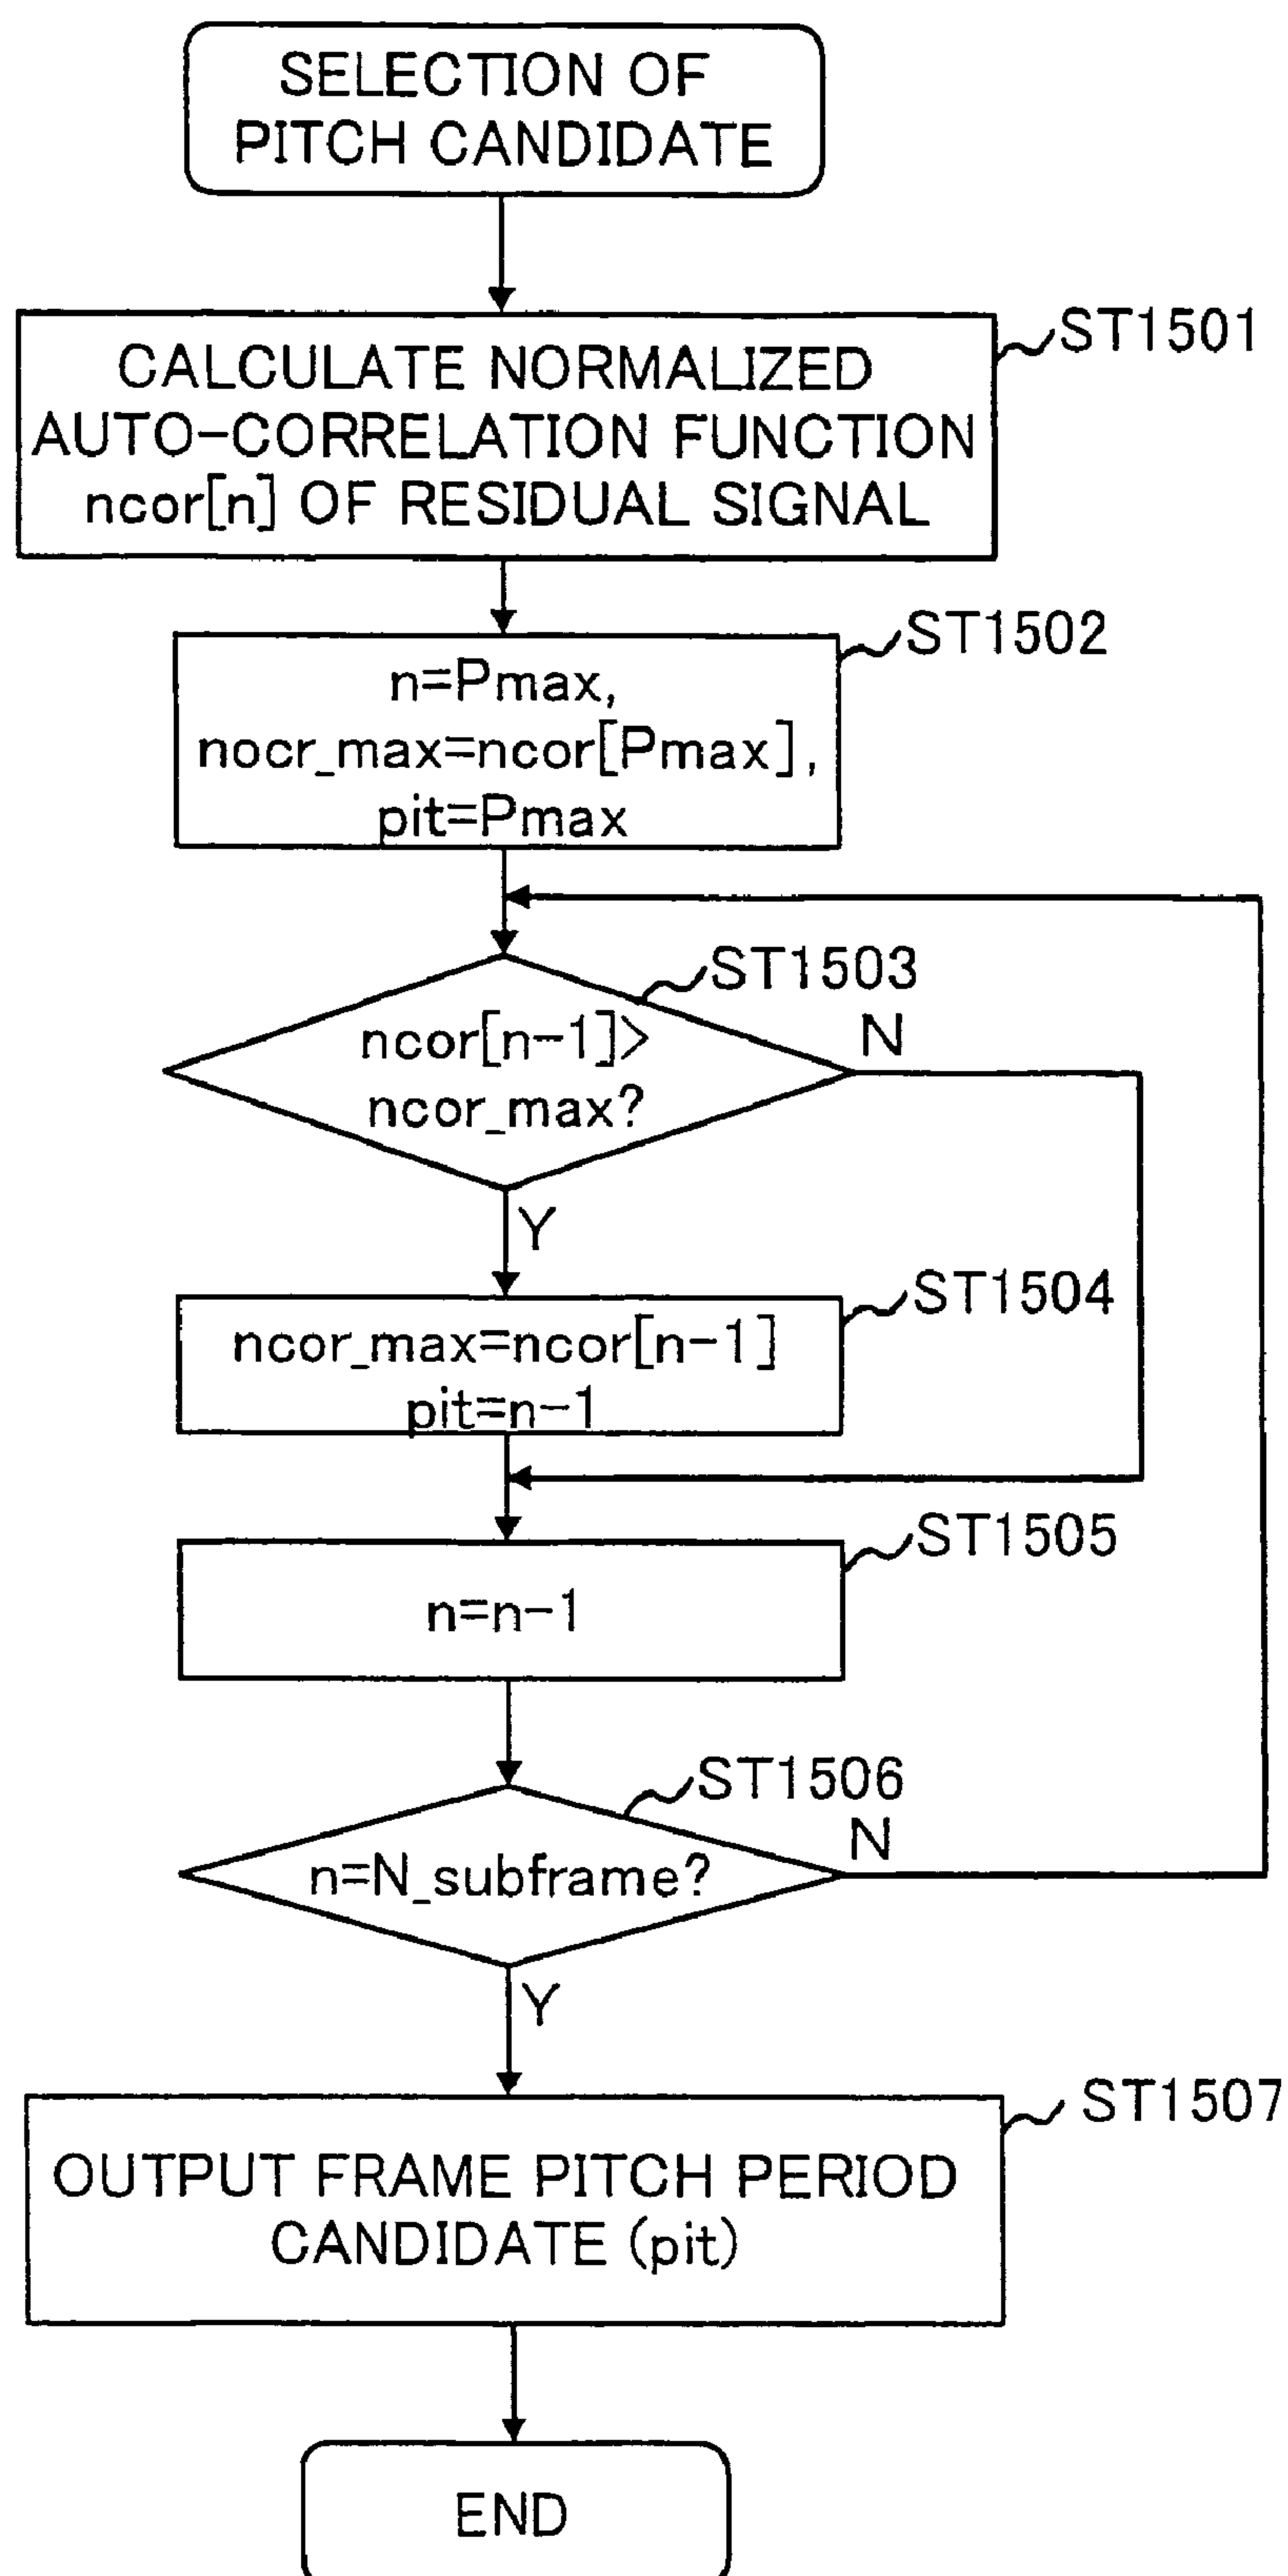 SELECTION OF
PITCH CANDIDATE
ST1501
CALCULATE NORMALIZED
AUTO-CORRELATION FUNCTION
ncor[n] OF RESIDUAL SIGNAL
ST1502
n=Pmax,
nocr_max=ncor[Pmax],
pit=Pmax
ST1503
ncor[n-1]>
ncor_max?
N
Y
ST1504
ncor_max=ncor[n-1]
pit=n-1
ST1505
n=n-1
ST1506
n=N_subframe?
N
Y
ST1507
OUTPUT FRAME PITCH PERIOD
CANDIDATE (pit)
END